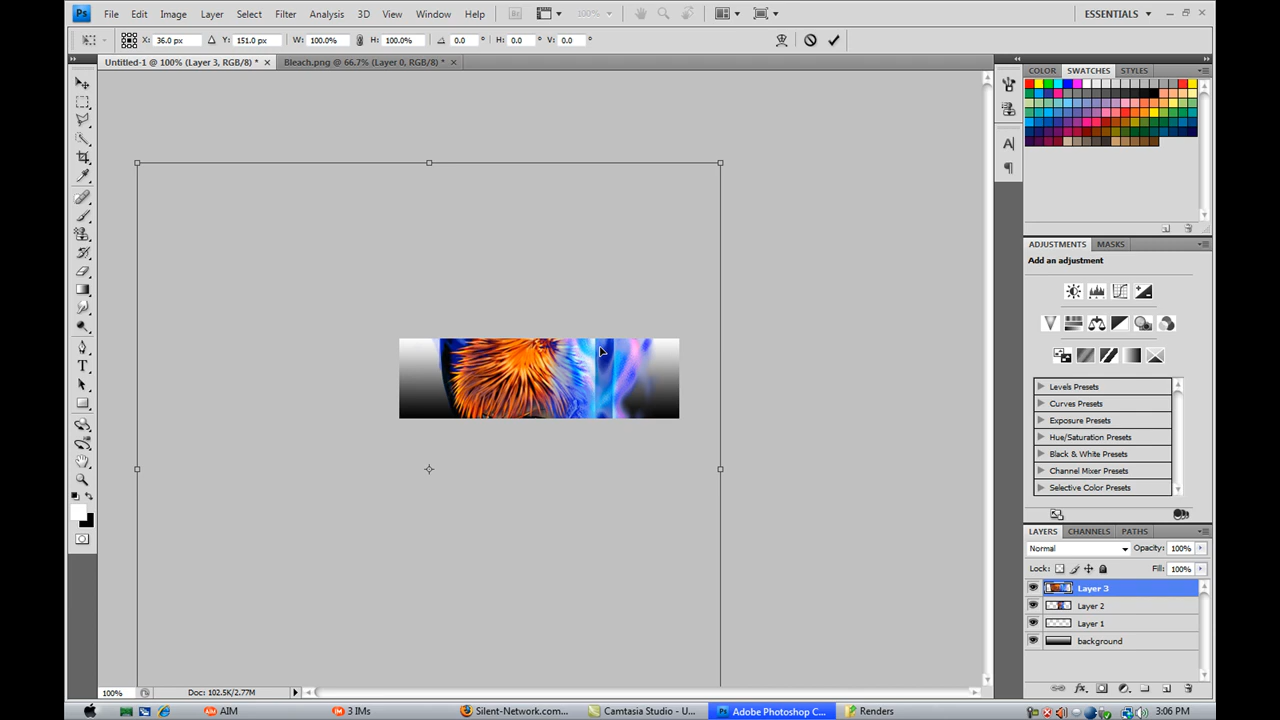 Ps File Edit Image Layer Select Filter Analysis 3D View Window Help Br 100% ESSENTIALS
X: 36.0 px Y: 151.0 px W: 100.0% H: 100.0% 0.0 ° H: 0.0 ° V: 0.0 °
Untitled-1 @ 100% (Layer 3, RGB/8) * Bleach.png @ 66.7% (Layer 0, RGB/8) *
COLOR SWATCHES STYLES
ADJUSTMENTS MASKS
Add an adjustment
Levels Presets
Curves Presets
Exposure Presets
Hue/Saturation Presets
Black & White Presets
Channel Mixer Presets
Selective Color Presets
LAYERS CHANNELS PATHS
Normal Opacity: 100%
Lock: Fill: 100%
Layer 3
Layer 2
Layer 1
background
100% Doc: 102.5K/2.77M
AIM 3 IMs Silent-Network.com... Camtasia Studio - U... Ps Adobe Photoshop C... Renders 3:06 PM